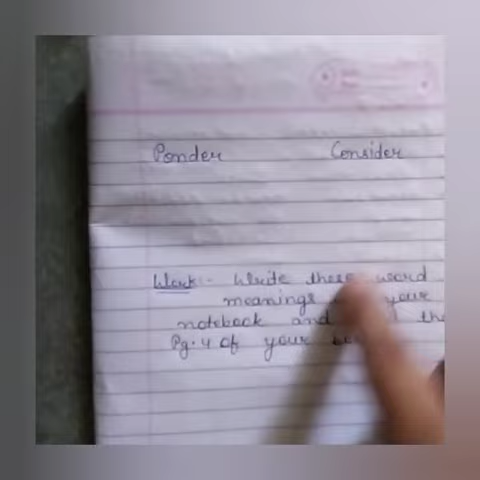 Ponder Consider
Work :- Write these word
meanings your
notebook and the
Pg. 4 of your